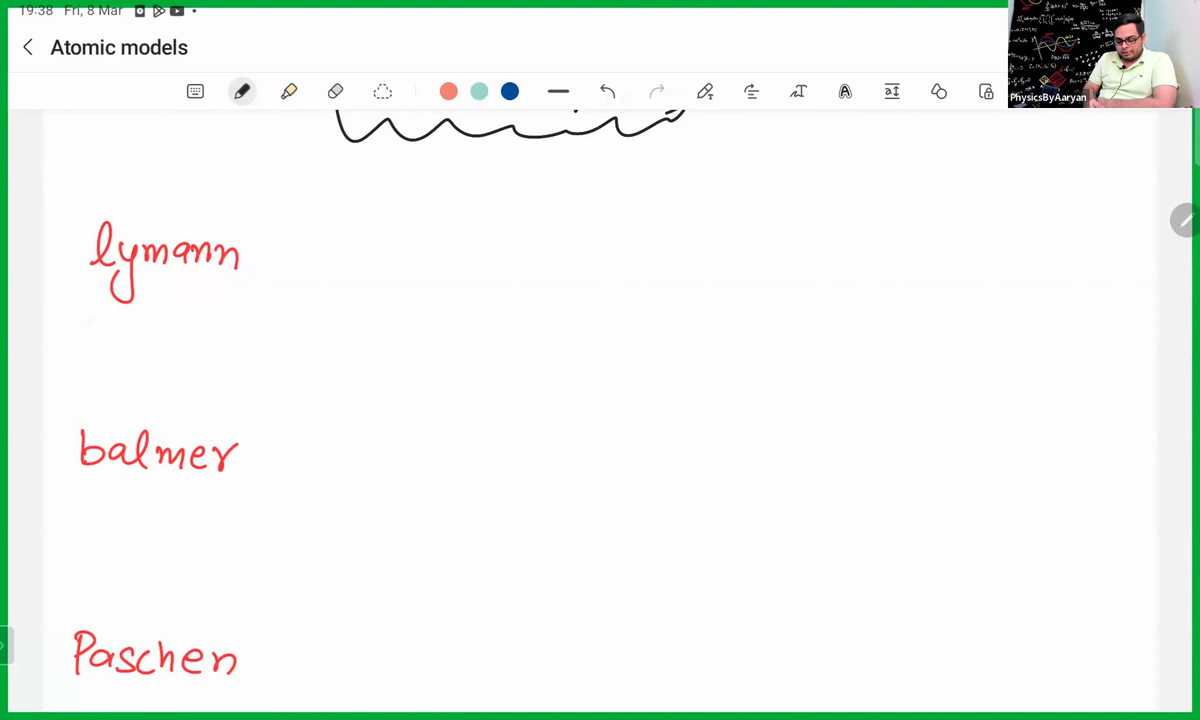 19:38 Fri, 8 Mar
Atomic models
PhysicsByAaryan
lymann
balmer
Paschen